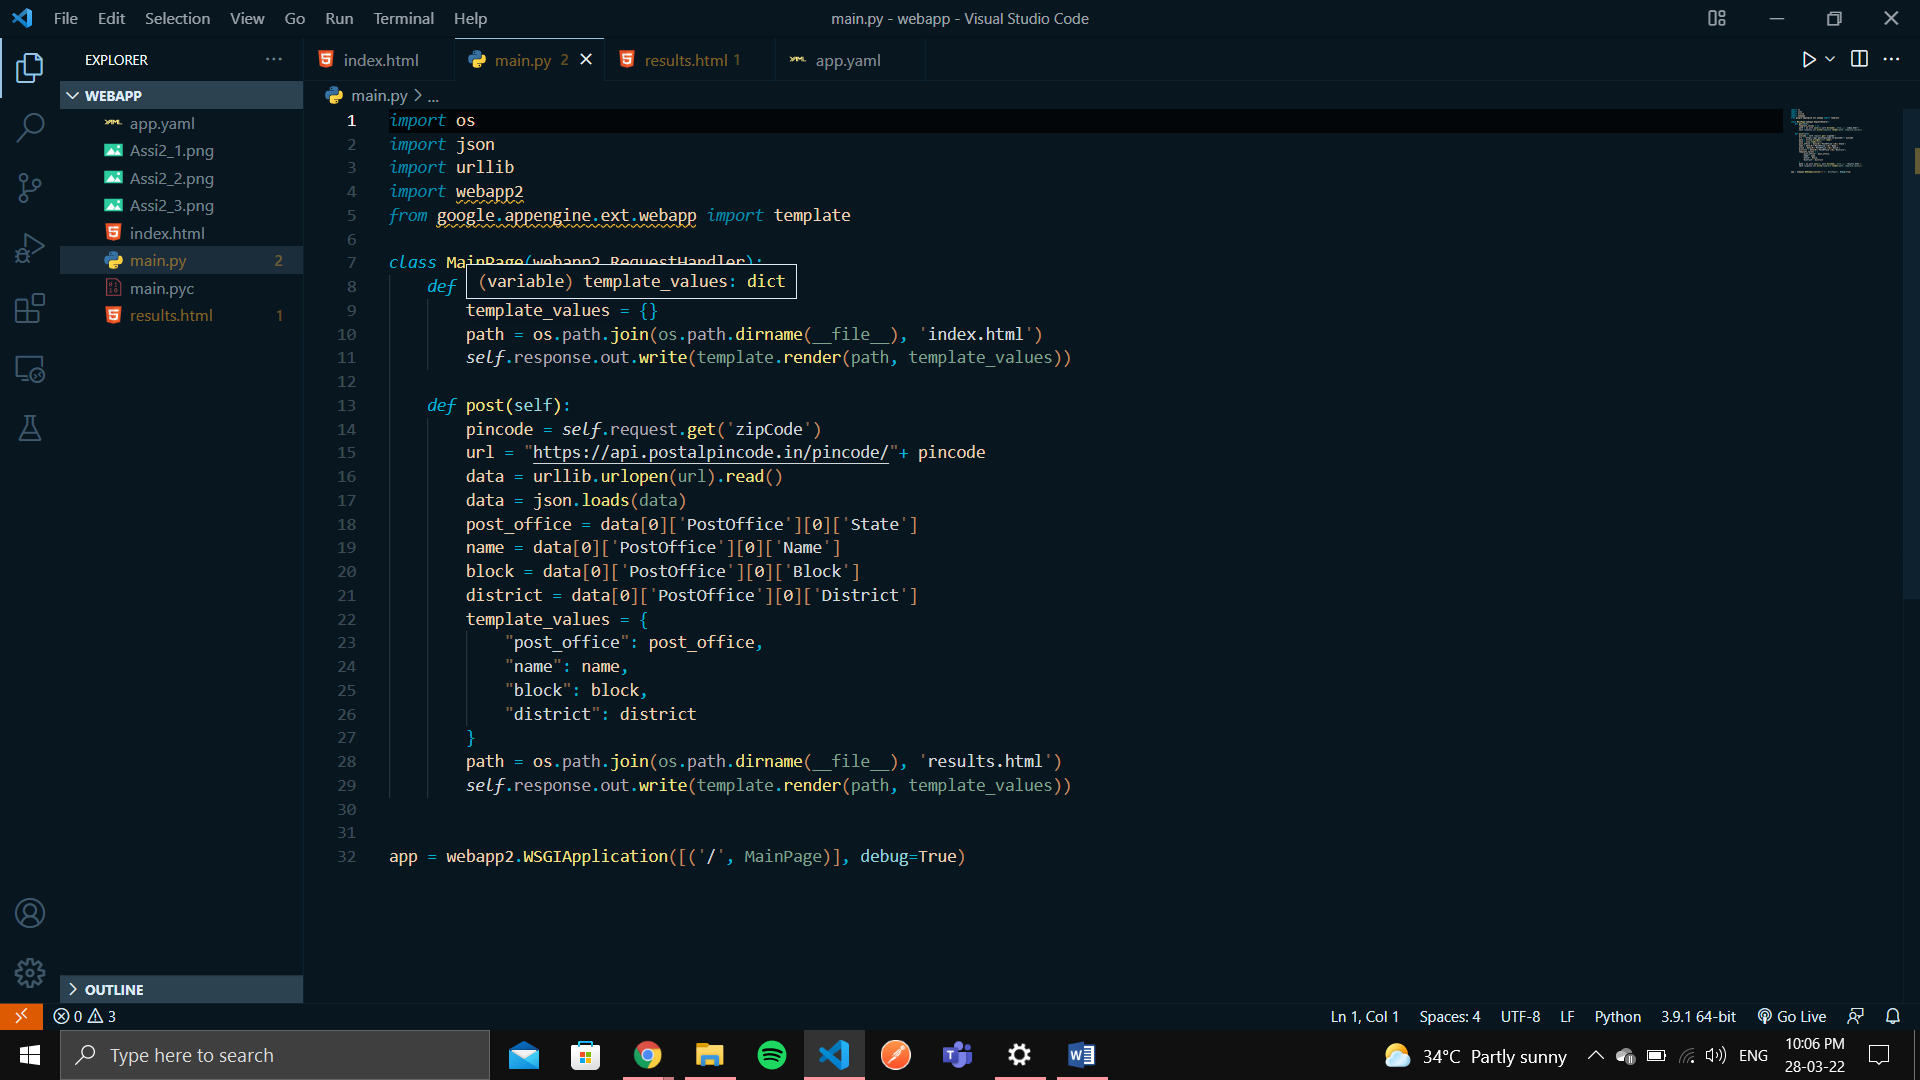 File Edit Selection View Go Run Terminal Help
main.py - webapp - Visual Studio Code
EXPLORER
index.html
main.py 2
results.html 1
app.yaml
WEBAPP
app.yaml
Assi2_1.png
Assi2_2.png
Assi2_3.png
index.html
main.py 2
main.pyc
results.html 1
OUTLINE
main.py > ...
1 import os
2 import json
3 import urllib
4 import webapp2
5 from google.appengine.ext.webapp import template
6
7 class MainPage(webapp2.RequestHandler):
8 def
(variable) template_values: dict
9 template_values = {}
10 path = os.path.join(os.path.dirname(__file__), 'index.html')
11 self.response.out.write(template.render(path, template_values))
12
13 def post(self):
14 pincode = self.request.get('zipCode')
15 url = "https://api.postalpincode.in/pincode/"+ pincode
16 data = urllib.urlopen(url).read()
17 data = json.loads(data)
18 post_office = data[0]['PostOffice'][0]['State']
19 name = data[0]['PostOffice'][0]['Name']
20 block = data[0]['PostOffice'][0]['Block']
21 district = data[0]['PostOffice'][0]['District']
22 template_values = {
23 "post_office": post_office,
24 "name": name,
25 "block": block,
26 "district": district
27 }
28 path = os.path.join(os.path.dirname(__file__), 'results.html')
29 self.response.out.write(template.render(path, template_values))
30
31
32 app = webapp2.WSGIApplication([('/', MainPage)], debug=True)
0 3
Ln 1, Col 1 Spaces: 4 UTF-8 LF Python 3.9.1 64-bit Go Live
Type here to search
34°C Partly sunny
ENG
10:06 PM
28-03-22